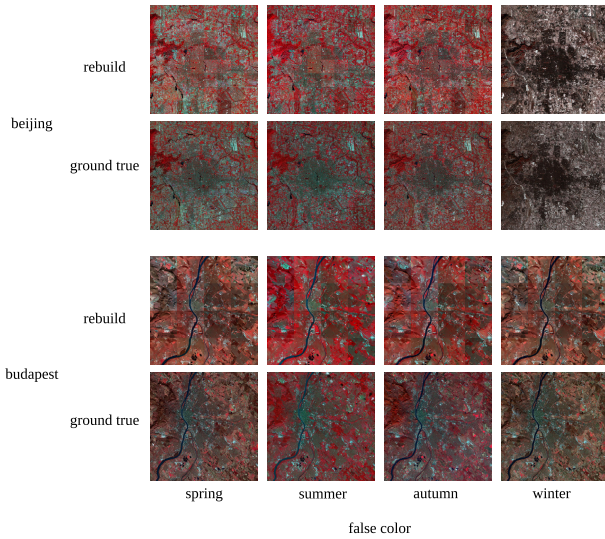 rebuild
beijing
ground true
rebuild
budapest
ground true
spring summer autumn winter
false color